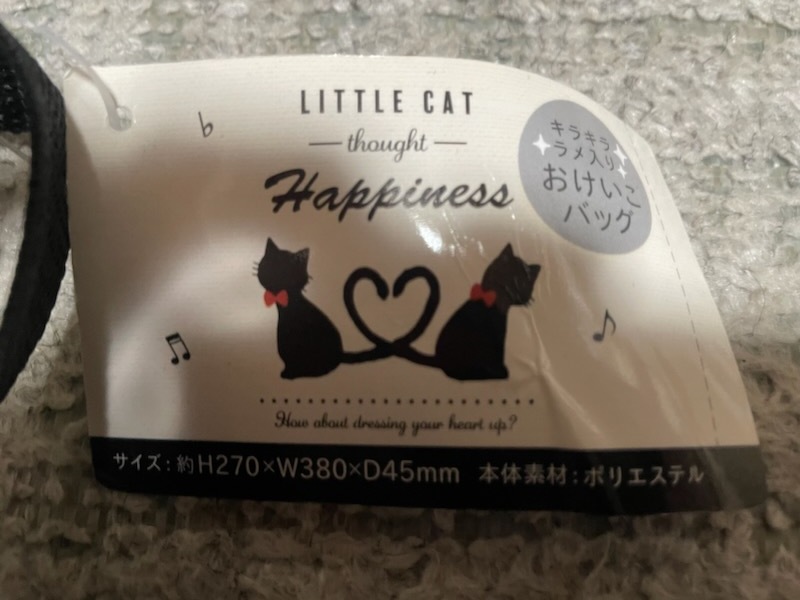 LITTLE CAT
thought
Happiness
キラキラ
ラメ入り
おけいこ
バッグ
How about dressing your heart up?
サイズ:約H270×W380×D45mm 本体素材:ポリエステル